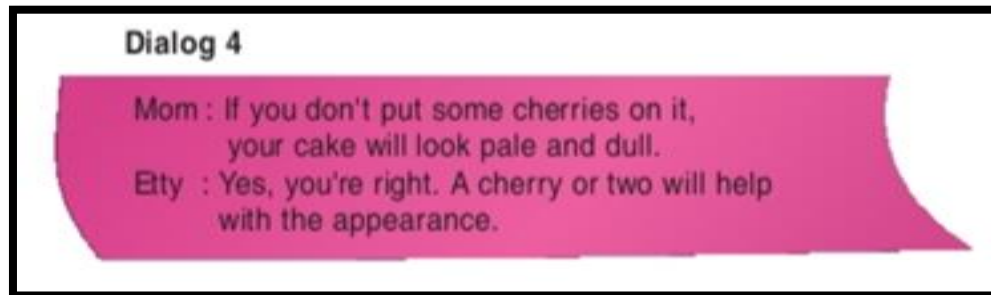 Dialog 4
Mom : If you don't put some cherries on it,
your cake will look pale and dull.
Etty : Yes, you're right. A cherry or two will help
with the appearance.